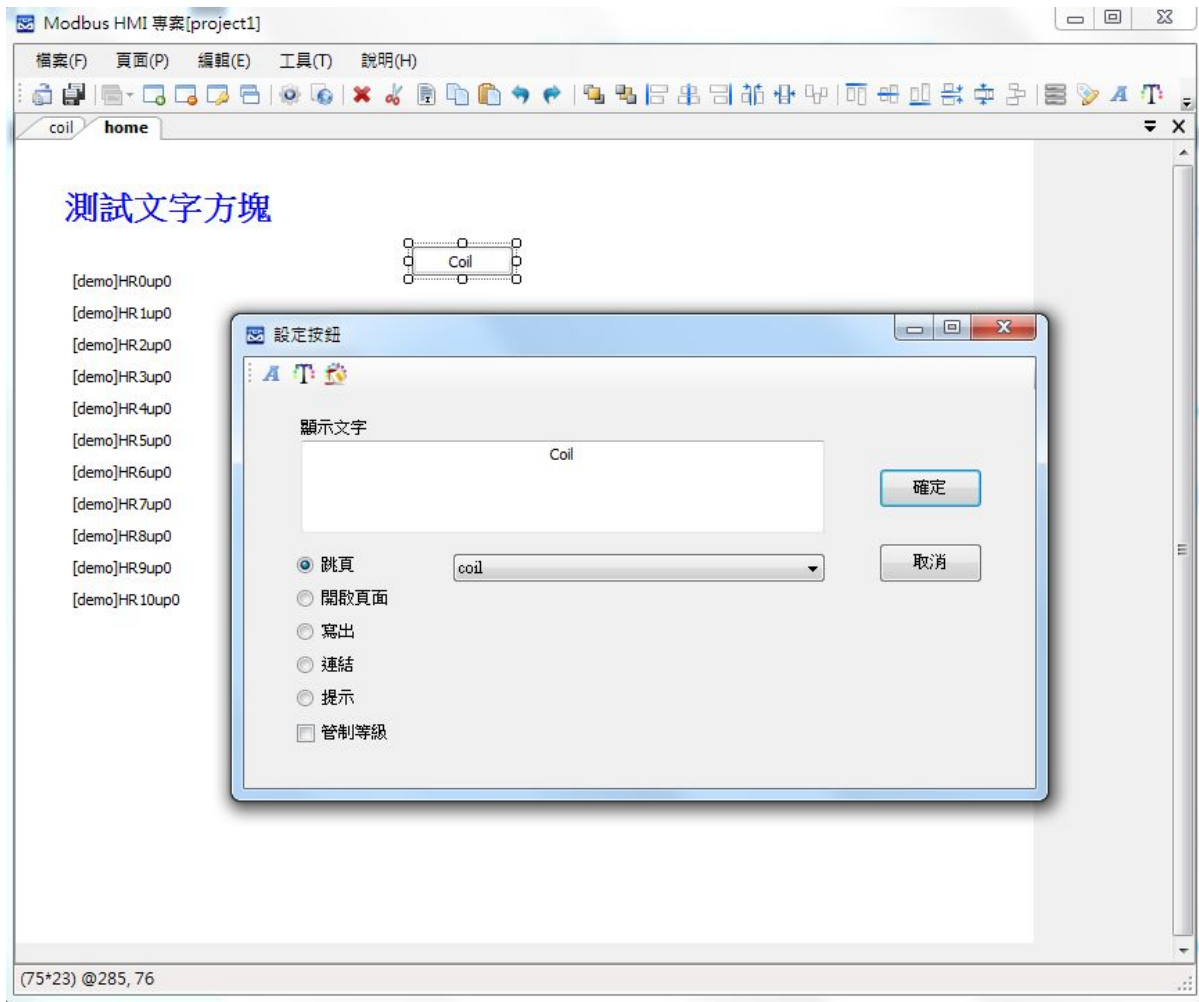 Modbus HMI 專案[project1]
檔案(F) 頁面(P) 編輯(E) 工具(T) 說明(H)
coil home
測試文字方塊
Coil
[demo]HR0up0
[demo]HR1up0
[demo]HR2up0
[demo]HR3up0
[demo]HR4up0
[demo]HR5up0
[demo]HR6up0
[demo]HR7up0
[demo]HR8up0
[demo]HR9up0
[demo]HR10up0
設定按鈕
顯示文字
Coil
確定
跳頁 coil 取消
開啟頁面
寫出
連結
提示
管制等級
(75*23) @285, 76